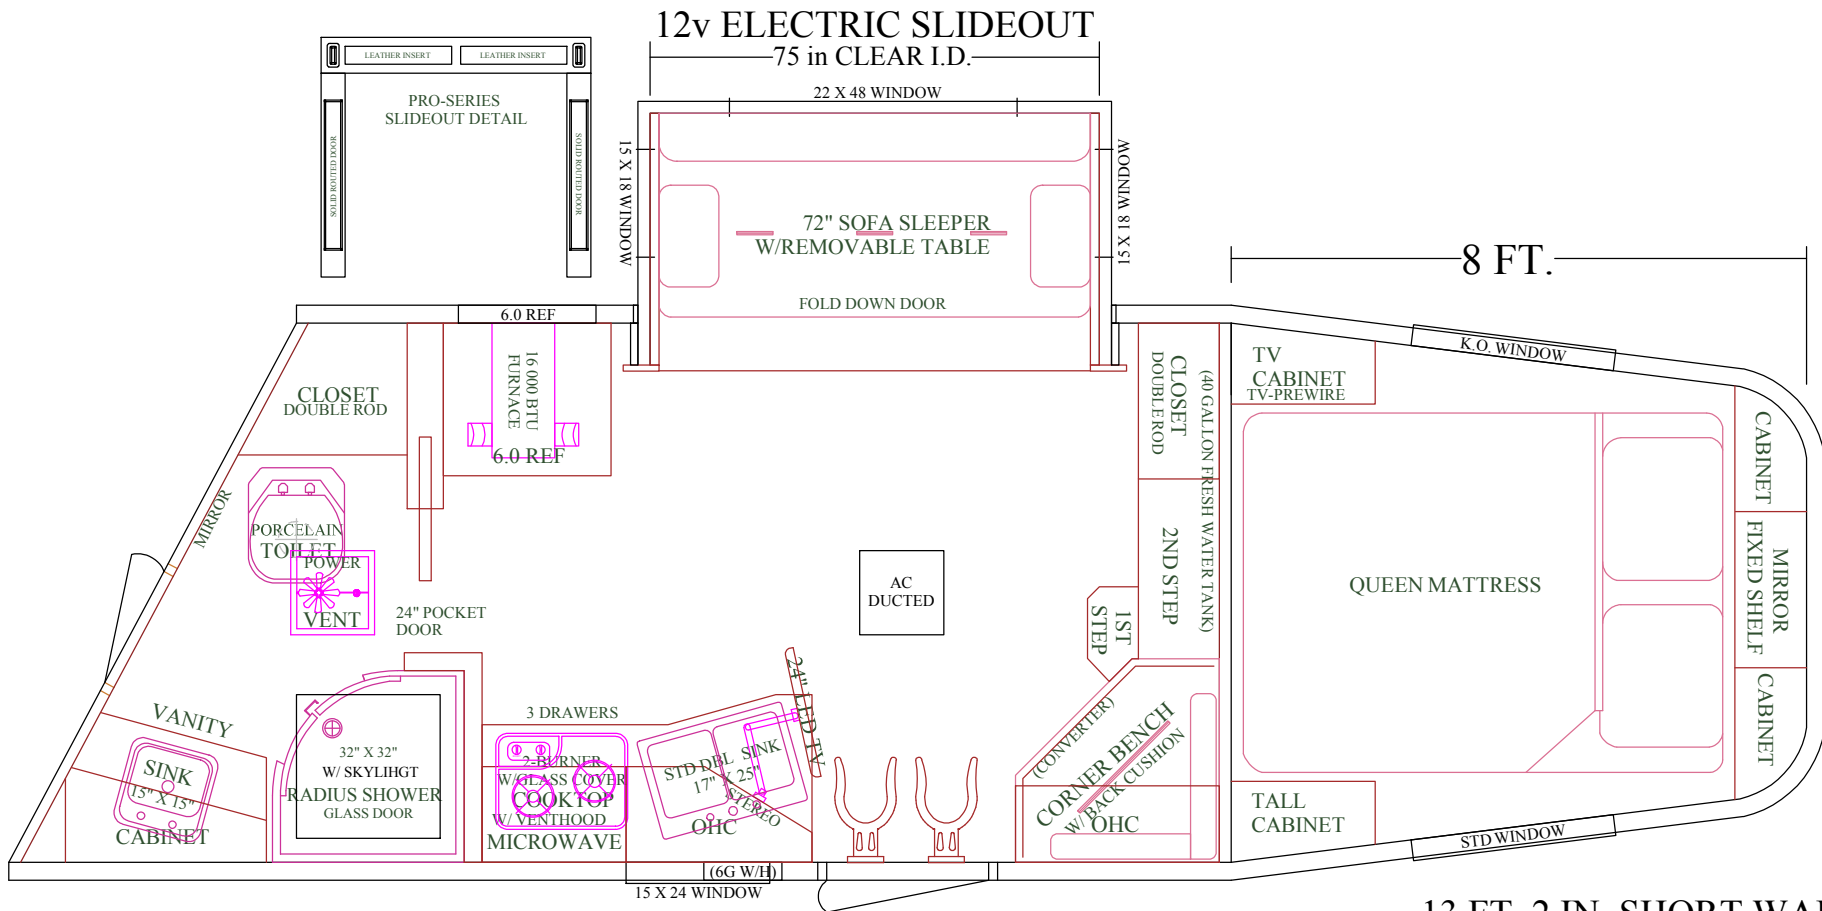 12v ELECTRIC SLIDEOUT
75 in CLEAR I.D.
LEATHER INSERT
LEATHER INSERT
PRO-SERIES
SLIDEOUT DETAIL
SOLID ROUTED DOOR
SOLID ROUTED DOOR
22 X 48 WINDOW
15 X 18 WINDOW
15 X 18 WINDOW
72" SOFA SLEEPER
W/REMOVABLE TABLE
FOLD DOWN DOOR
8 FT.
6.0 REF
16 000 BTU
FURNACE
6.0 REF
CLOSET
DOUBLE ROD
CLOSET
DOUBLE ROD
(40 GALLON FRESH WATER TANK)
TV
CABINET
TV-PREWIRE
K.O. WINDOW
CABINET
MIRROR
FIXED SHELF
CABINET
QUEEN MATTRESS
MIRROR
PORCELAIN
TOILET
POWER
VENT
24" POCKET
DOOR
AC
DUCTED
2ND STEP
1ST
STEP
VANITY
SINK
15" X 15"
CABINET
32" X 32"
W/ SKYLIHGT
RADIUS SHOWER
GLASS DOOR
3 DRAWERS
2-BURNER
W/GLASS COVER
COOKTOP
W/ VENTHOOD
MICROWAVE
STD DBL SINK
17" X 25"
STEREO
OHC
24" LED TV
(CONVERTER)
CORNER BENCH
W/ BACK CUSHION
OHC
TALL
CABINET
STD WINDOW
(6G W/H)
15 X 24 WINDOW
13 FT. 2 IN. SHORT